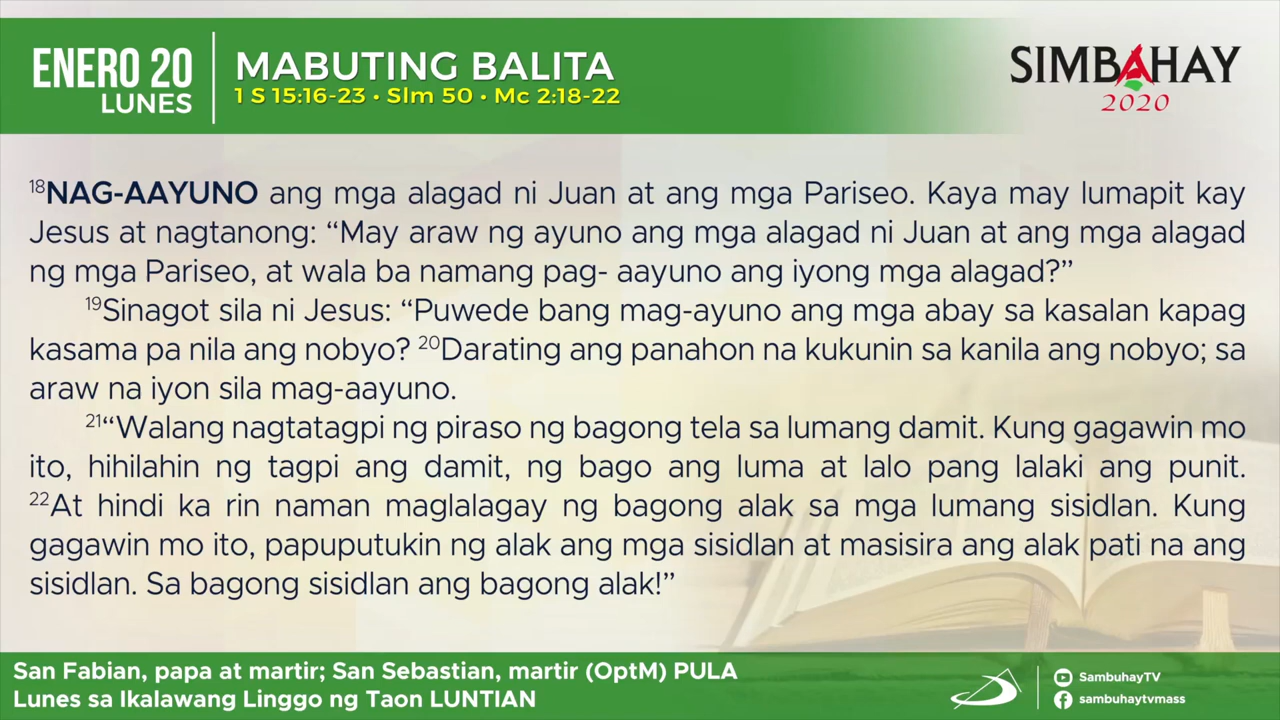 ENERO 20
LUNES
MABUTING BALITA
1 S 15:16-23 • Slm 50 • Mc 2:18-22
SIMBAHAY
2020
18NAG-AAYUNO ang mga alagad ni Juan at ang mga Pariseo. Kaya may lumapit kay
Jesus at nagtanong: “May araw ng ayuno ang mga alagad ni Juan at ang mga alagad
ng mga Pariseo, at wala ba namang pag- aayuno ang iyong mga alagad?”
19Sinagot sila ni Jesus: “Puwede bang mag-ayuno ang mga abay sa kasalan kapag
kasama pa nila ang nobyo? 20Darating ang panahon na kukunin sa kanila ang nobyo; sa
araw na iyon sila mag-aayuno.
21“Walang nagtatagpi ng piraso ng bagong tela sa lumang damit. Kung gagawin mo
ito, hihilahin ng tagpi ang damit, ng bago ang luma at lalo pang lalaki ang punit.
22At hindi ka rin naman maglalagay ng bagong alak sa mga lumang sisidlan. Kung
gagawin mo ito, papuputukin ng alak ang mga sisidlan at masisira ang alak pati na ang
sisidlan. Sa bagong sisidlan ang bagong alak!”
San Fabian, papa at martir; San Sebastian, martir (OptM) PULA
Lunes sa Ikalawang Linggo ng Taon LUNTIAN
SambuhayTV
sambuhaytvmass